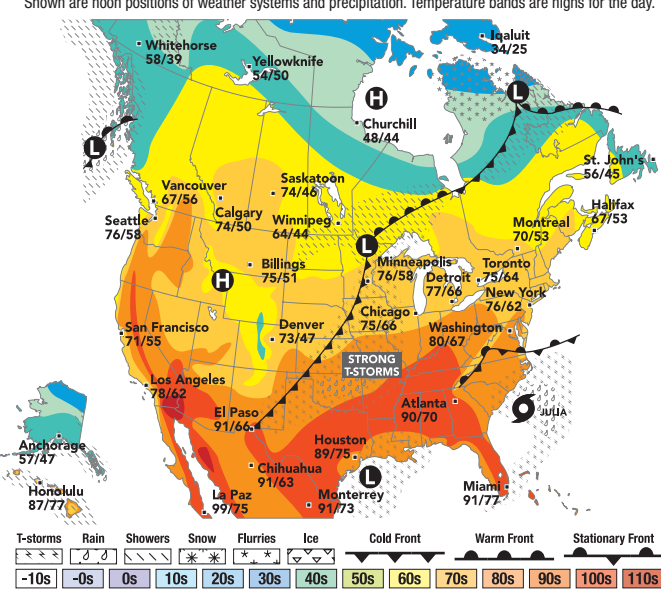 Shown are noon positions of weather systems and precipitation. Temperature bands are highs for the day.
Iqaluit
34/25
Whitehorse
58/39
Yellowknife
54/50
L
H
Churchill
48/44
L
St. John's
56/45
Saskatoon
74/46
Vancouver
67/56
Calgary
74/50
Winnipeg
64/44
Halifax
67/53
Seattle
76/58
Montreal
70/53
L
Minneapolis
76/58
Toronto
75/64
Billings
75/51
Detroit
77/66
H
New York
76/62
Chicago
75/66
San Francisco
71/55
Denver
73/47
Washington
80/67
STRONG
T-STORMS
Los Angeles
78/62
Atlanta
90/70
JULIA
El Paso
91/66
Anchorage
57/47
Houston
89/75
Chihuahua
91/63
L
Honolulu
87/77
La Paz
99/75
Monterrey
91/73
Miami
91/77
T-storms Rain Showers Snow Flurries Ice Cold Front Warm Front Stationary Front
-10s -0s 0s 10s 20s 30s 40s 50s 60s 70s 80s 90s 100s 110s